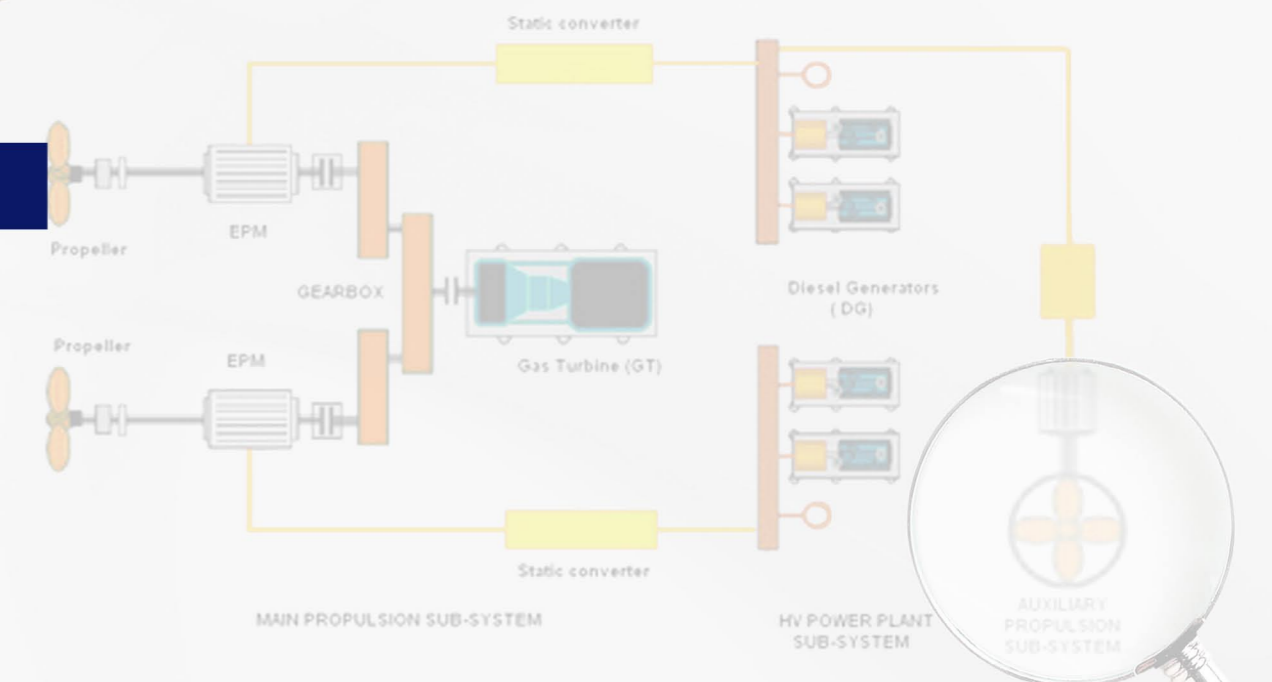 Static converter
Propeller
EPM
GEARBOX
Propeller
EPM
Gas Turbine (GT)
Diesel Generators
( DG)
Static converter
MAIN PROPULSION SUB-SYSTEM
HV POWER PLANT
SUB-SYSTEM
AUXILIARY
PROPULSION
SUB-SYSTEM